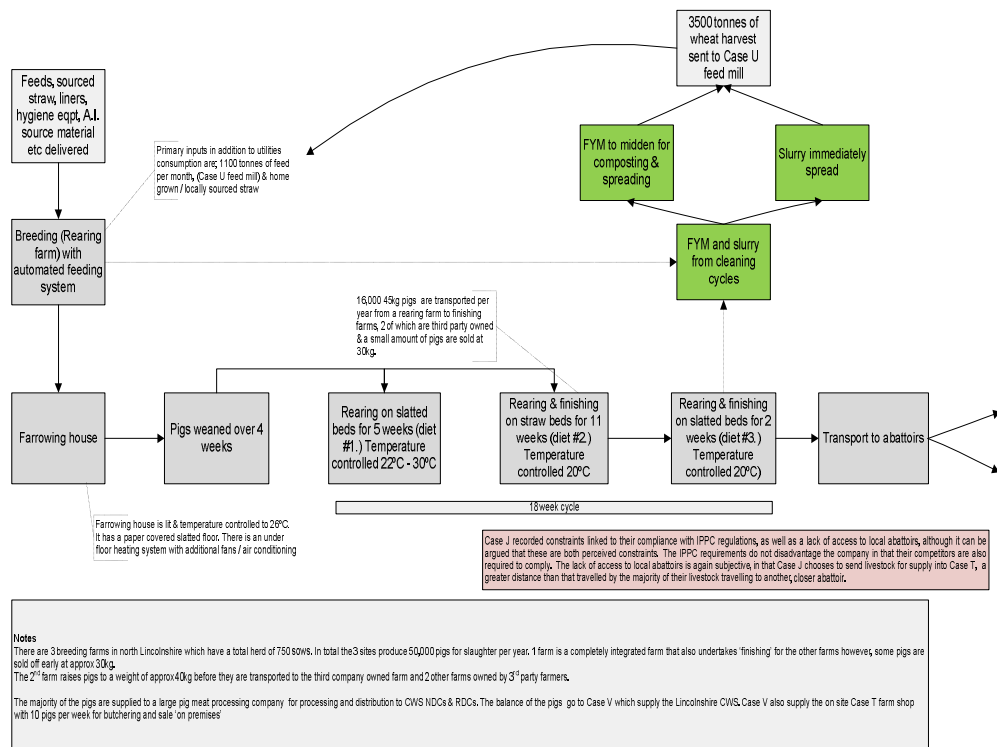 3500 tonnes of
wheat harvest
sent to Case U
feed mill
Feeds, sourced
straw, liners,
hygiene eqpt, A.I.
source material
etc delivered
FYM to midden for
composting &
spreading
Slurry immediately
spread
Primary inputs in addition to utilities
consumption are; 1100 tonnes of feed
per month, (Case U feed mill) & home
grown / locally sourced straw
Breeding (Rearing
farm) with
automated feeding
system
FYM and slurry
from cleaning
cycles
16,000 45kg pigs are transported per
year from a rearing farm to finishing
farms, 2 of which are third party owned
& a small amount of pigs are sold at
30kg.
Farrowing house
Pigs weaned over 4
weeks
Rearing on slatted
beds for 5 weeks (diet
#1.) Temperature
controlled 22ºC - 30ºC
Rearing & finishing
on straw beds for 11
weeks (diet #2.)
Temperature
controlled 20ºC
Rearing & finishing
on slatted beds for 2
weeks (diet #3.)
Temperature
controlled 20ºC)
Transport to abattoirs
18 week cycle
Farrowing house is lit & temperature controlled to 26ºC.
It has a paper covered slatted floor. There is an under
floor heating system with additional fans / air conditioning
Case J recorded constraints linked to their compliance with IPPC regulations, as well as a lack of access to local abattoirs, although it can be
argued that these are both perceived constraints. The IPPC requirements do not disadvantage the company in that their competitors are also
required to comply. The lack of access to local abattoirs is again subjective, in that Case J chooses to send livestock for supply into Case T, a
greater distance than that travelled by the majority of their livestock travelling to another, closer abattoir.
Notes
There are 3 breeding farms in north Lincolnshire which have a total herd of 750 sows. In total the 3 sites produce 50,000 pigs for slaughter per year. 1 farm is a completely integrated farm that also undertakes 'finishing' for the other farms however, some pigs are
sold off early at approx 30kg.
The 2nd farm raises pigs to a weight of approx 40kg before they are transported to the third company owned farm and 2 other farms owned by 3rd party farmers.
The majority of the pigs are supplied to a large pig meat processing company for processing and distribution to CWS NDCs & RDCs. The balance of the pigs go to Case V which supply the Lincolnshire CWS. Case V also supply the on site Case T farm shop
with 10 pigs per week for butchering and sale 'on premises'